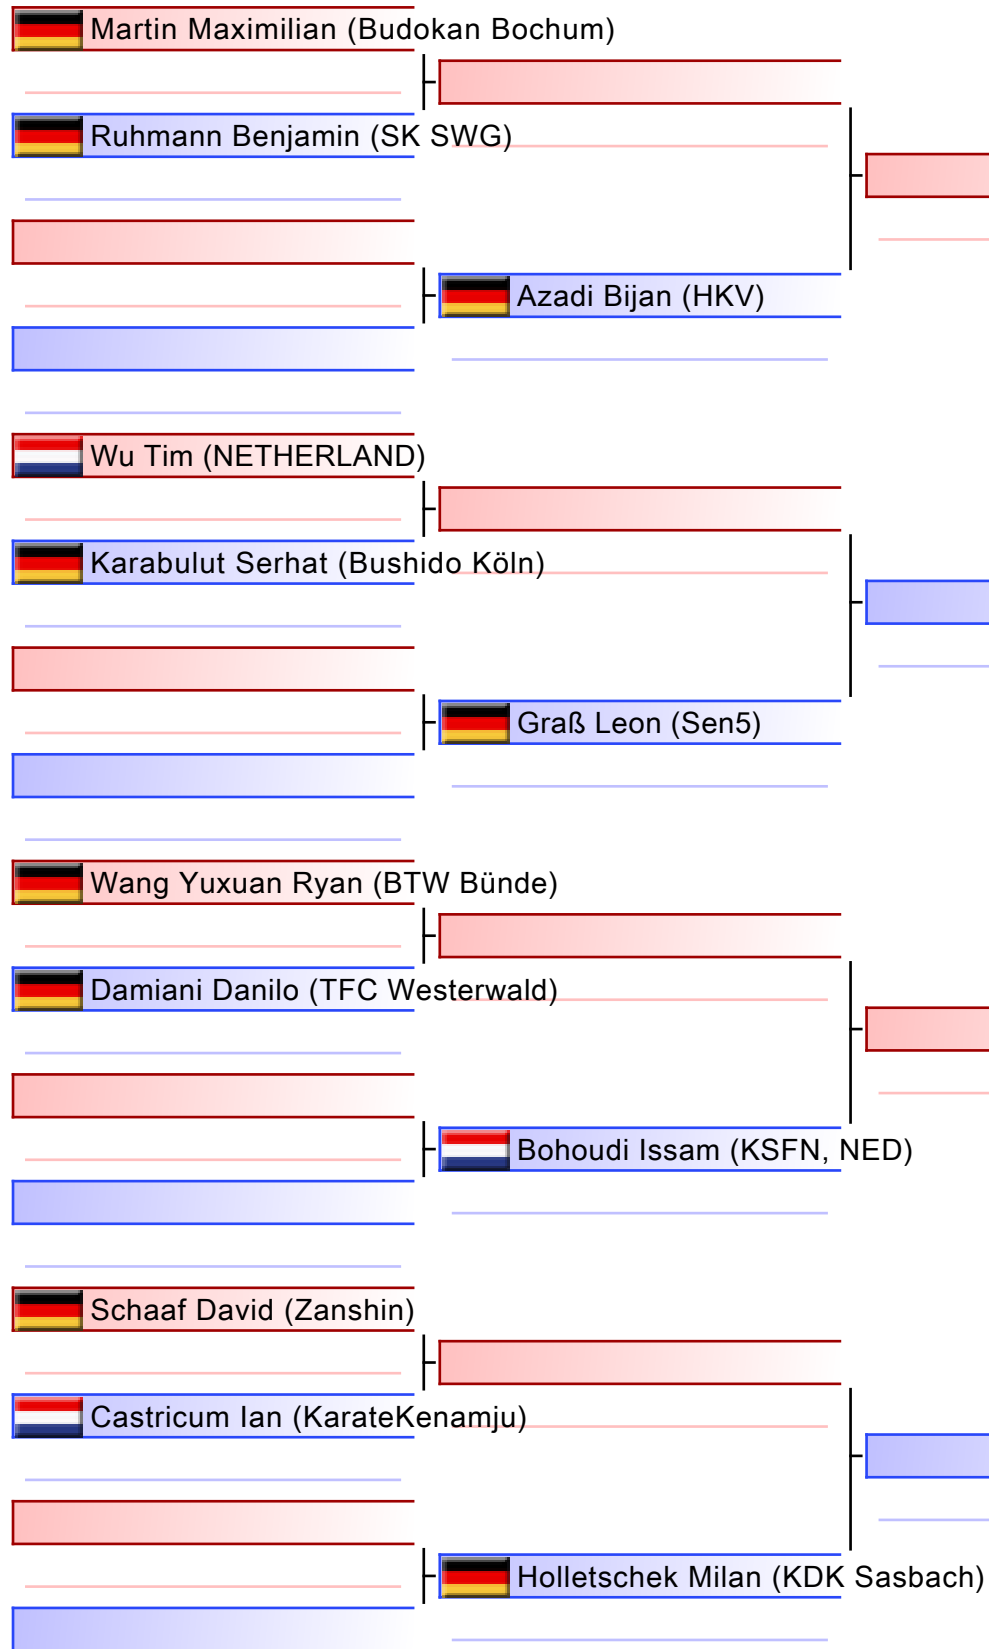 Martin Maximilian (Budokan Bochum)
Ruhmann Benjamin (SK SWG)
Azadi Bijan (HKV)
Wu Tim (NETHERLAND)
Karabulut Serhat (Bushido Köln)
Graß Leon (Sen5)
Wang Yuxuan Ryan (BTW Bünde)
Damiani Danilo (TFC Westerwald)
Bohoudi Issam (KSFN, NED)
Schaaf David (Zanshin)
Castricum Ian (KarateKenamju)
Holletschek Milan (KDK Sasbach)